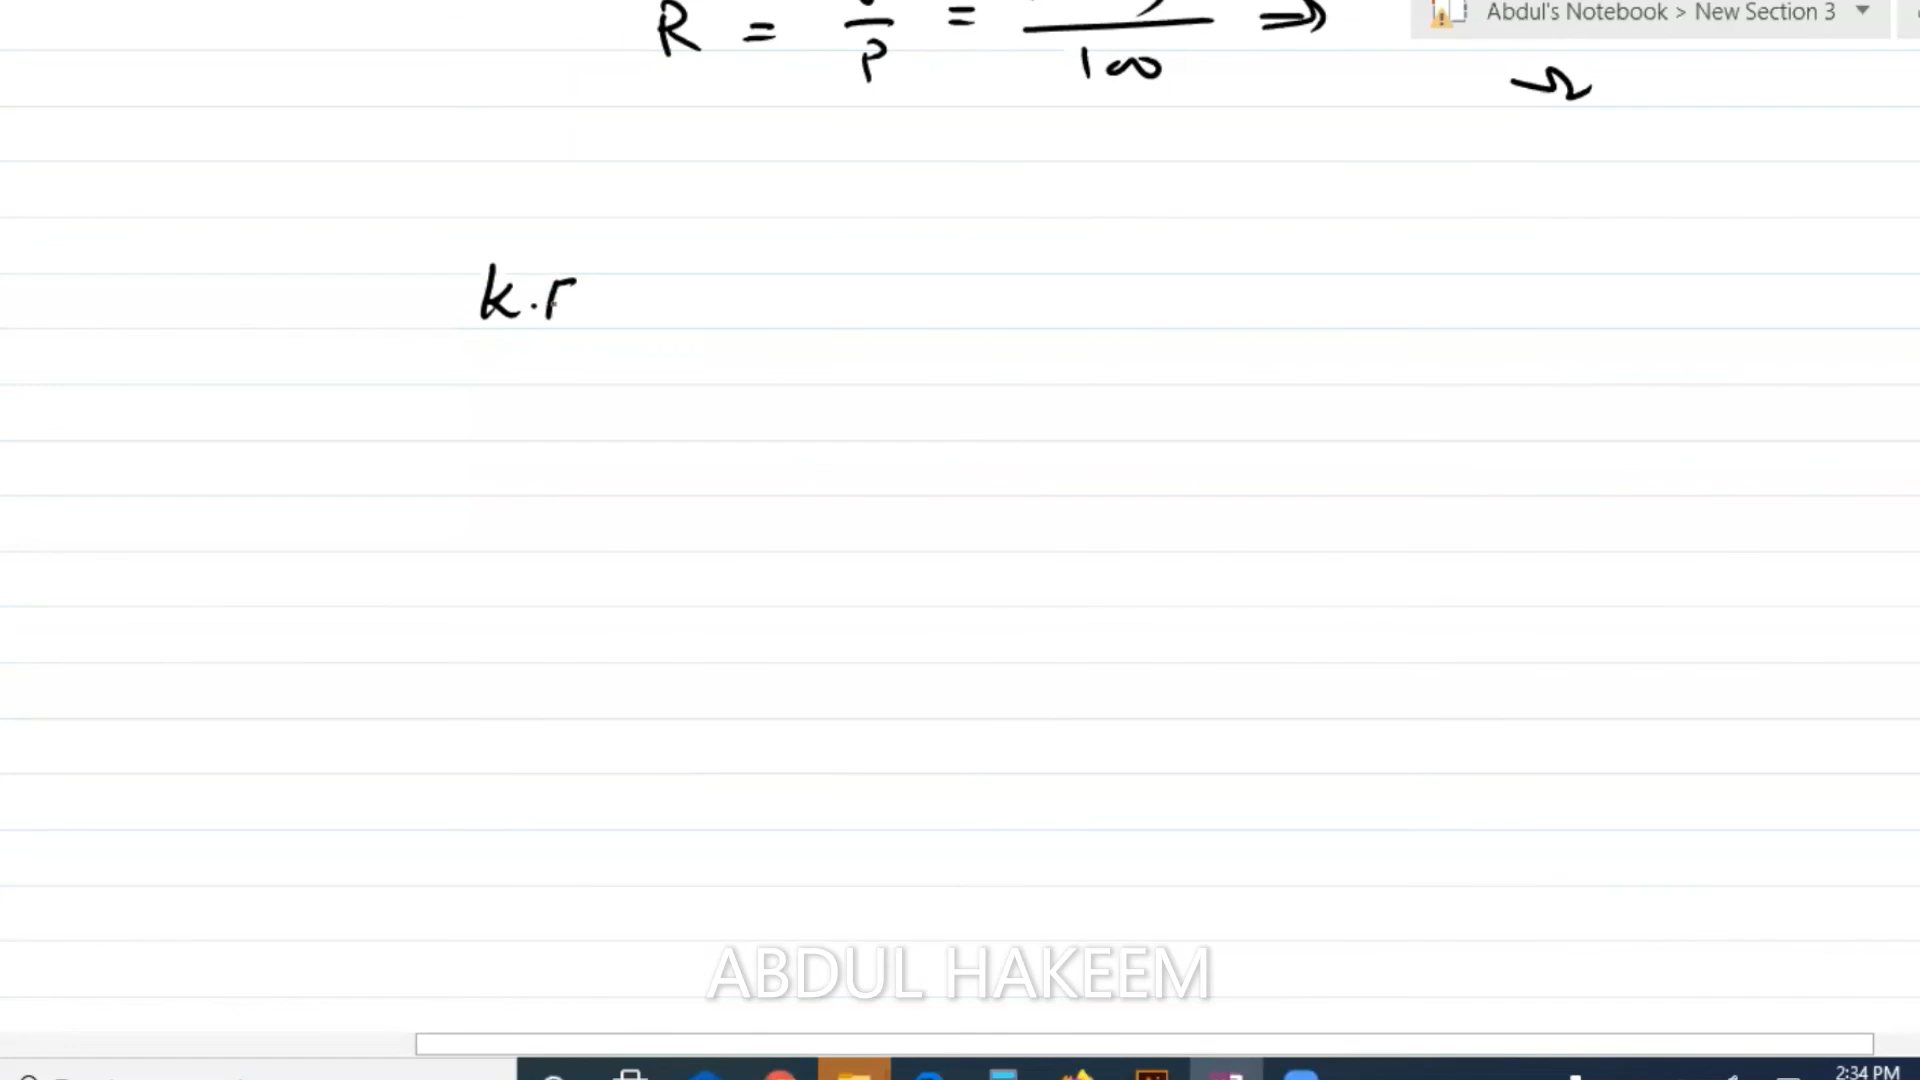 Abdul's Notebook > New Section 3
R = /P = /100 ⇒
k.r
ABDUL HAKEEM
2:34 PM